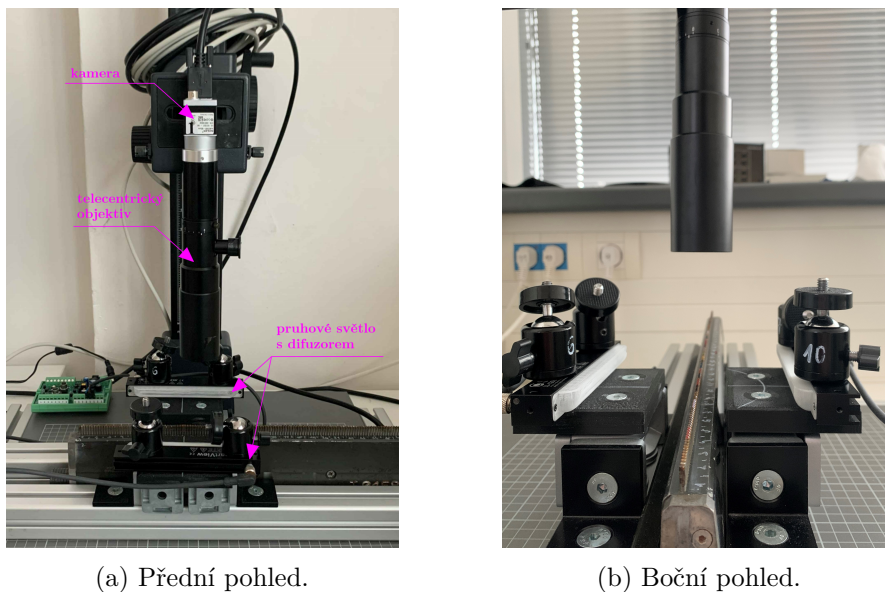 kamera
telecentrický
objektiv
pruhové světlo
s difuzorem
G
10
(a) Přední pohled.
(b) Boční pohled.